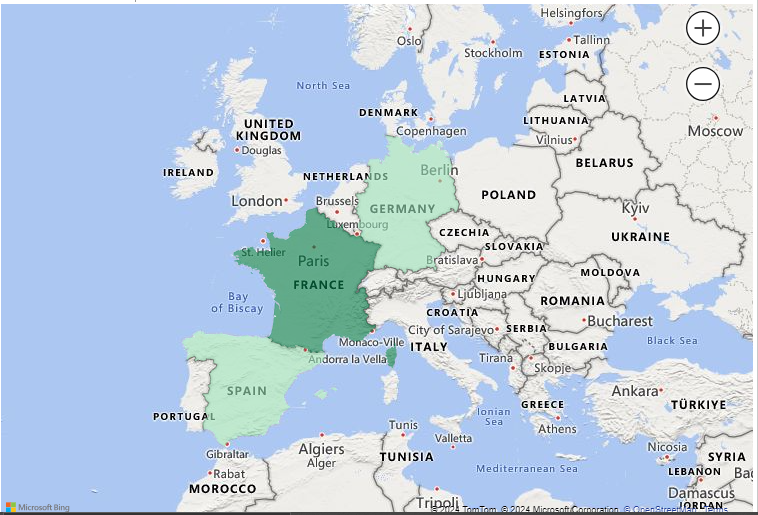 Helsingfors
Oslo
Stockholm
Tallinn
ESTONIA
North Sea
LATVIA
DENMARK
Copenhagen
LITHUANIA
Vilnius
Moscow
UNITED
KINGDOM
Douglas
IRELAND
NETHERLANDS
BELARUS
Berlin
London
Brussels
POLAND
GERMANY
Kyiv
Luxembourg
CZECHIA
UKRAINE
St. Helier
SLOVAKIA
Paris
Bratislava
MOLDOVA
HUNGARY
FRANCE
Ljubljana
Bay
of Biscay
ROMANIA
CROATIA
Bucharest
City of Sarajevo
SERBIA
Monaco-Ville
ITALY
BULGARIA
Black Sea
Andorra la Vella
Tirana
Skopje
SPAIN
Ankara
TÜRKIYE
GREECE
PORTUGAL
Ionian
Sea
Athens
Tunis
Valletta
Gibraltar
Algiers
Alger
TUNISIA
Nicosia
SYRIA
Mediterranean Sea
LEBANON
Rabat
Bag
MOROCCO
Damascus
Tripoli
JORDAN
Microsoft Bing
© 2024 TomTom, © 2024 Microsoft Corporation, © OpenStreetMap Terms